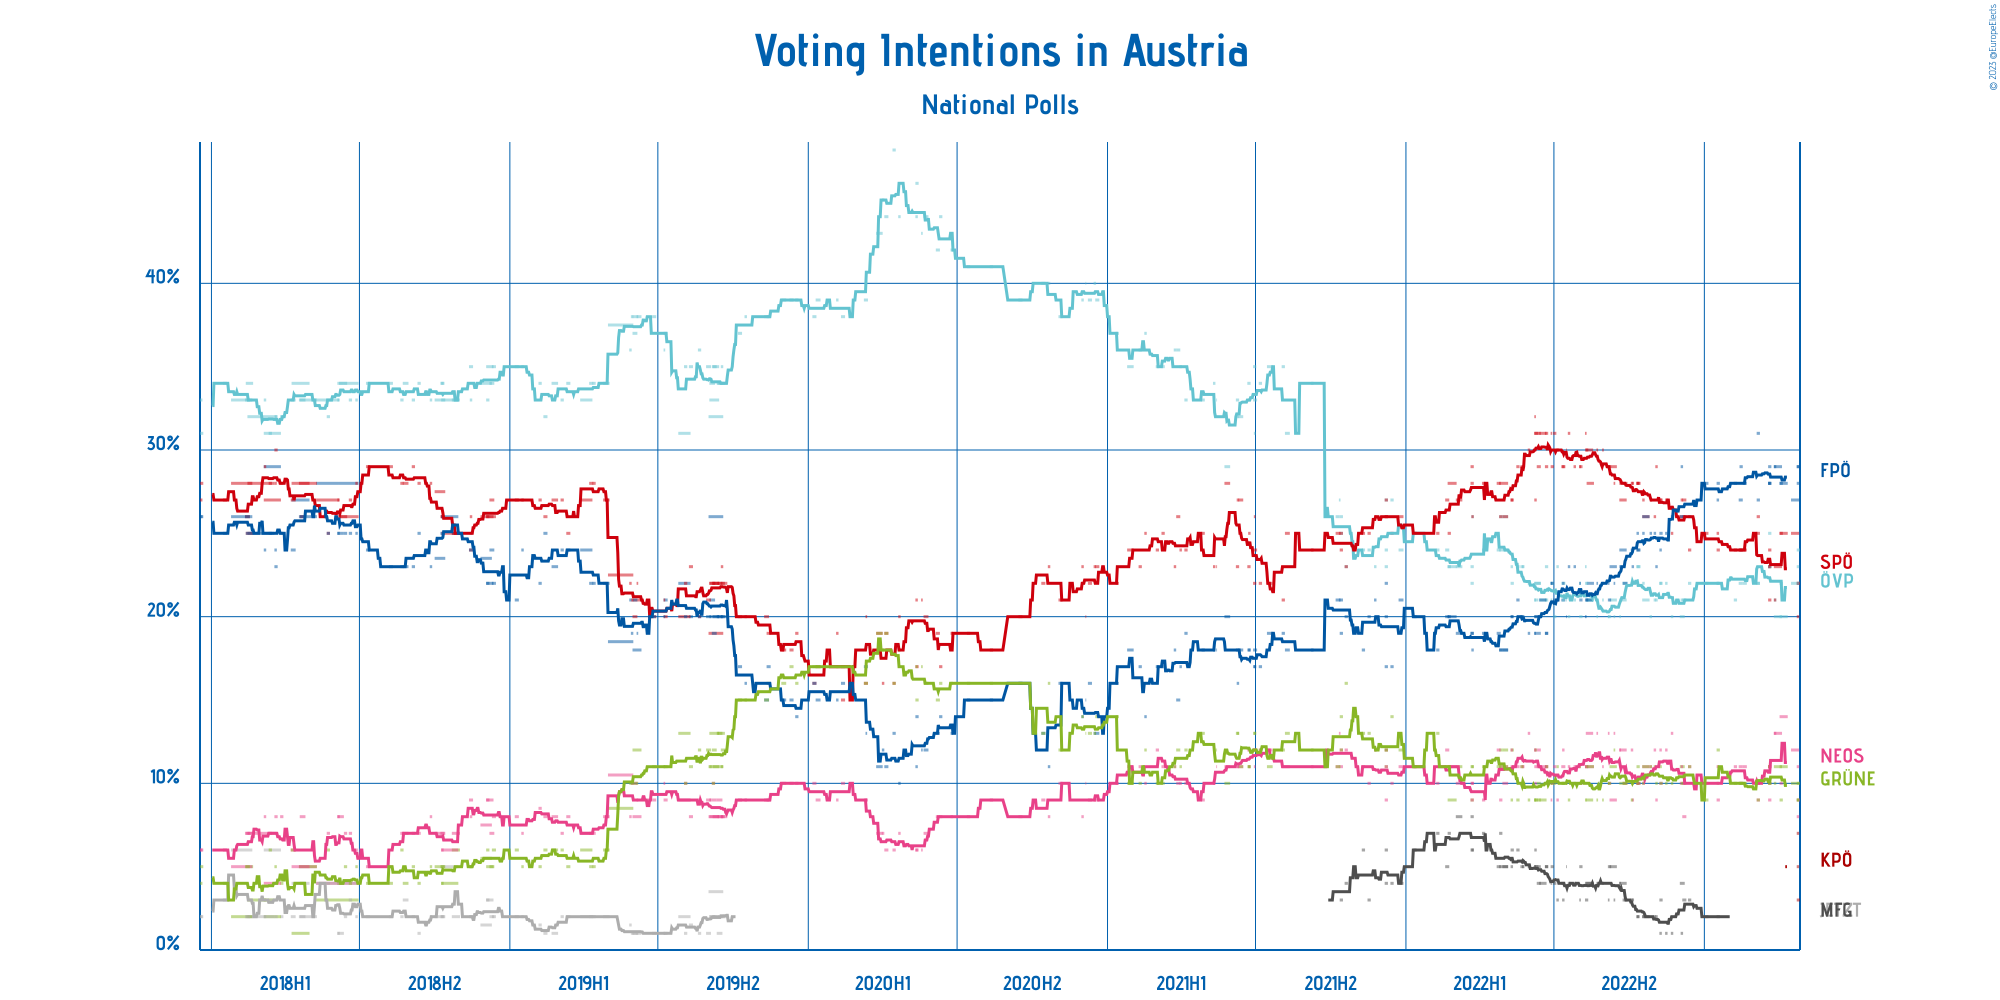 Voting Intentions in Austria
National Polls
© 2023 @EuropeElects
40%
30%
20%
10%
0%
FPÖ
SPÖ
ÖVP
NEOS
GRÜNE
KPÖ
MFG
2018H1 2018H2 2019H1 2019H2 2020H1 2020H2 2021H1 2021H2 2022H1 2022H2